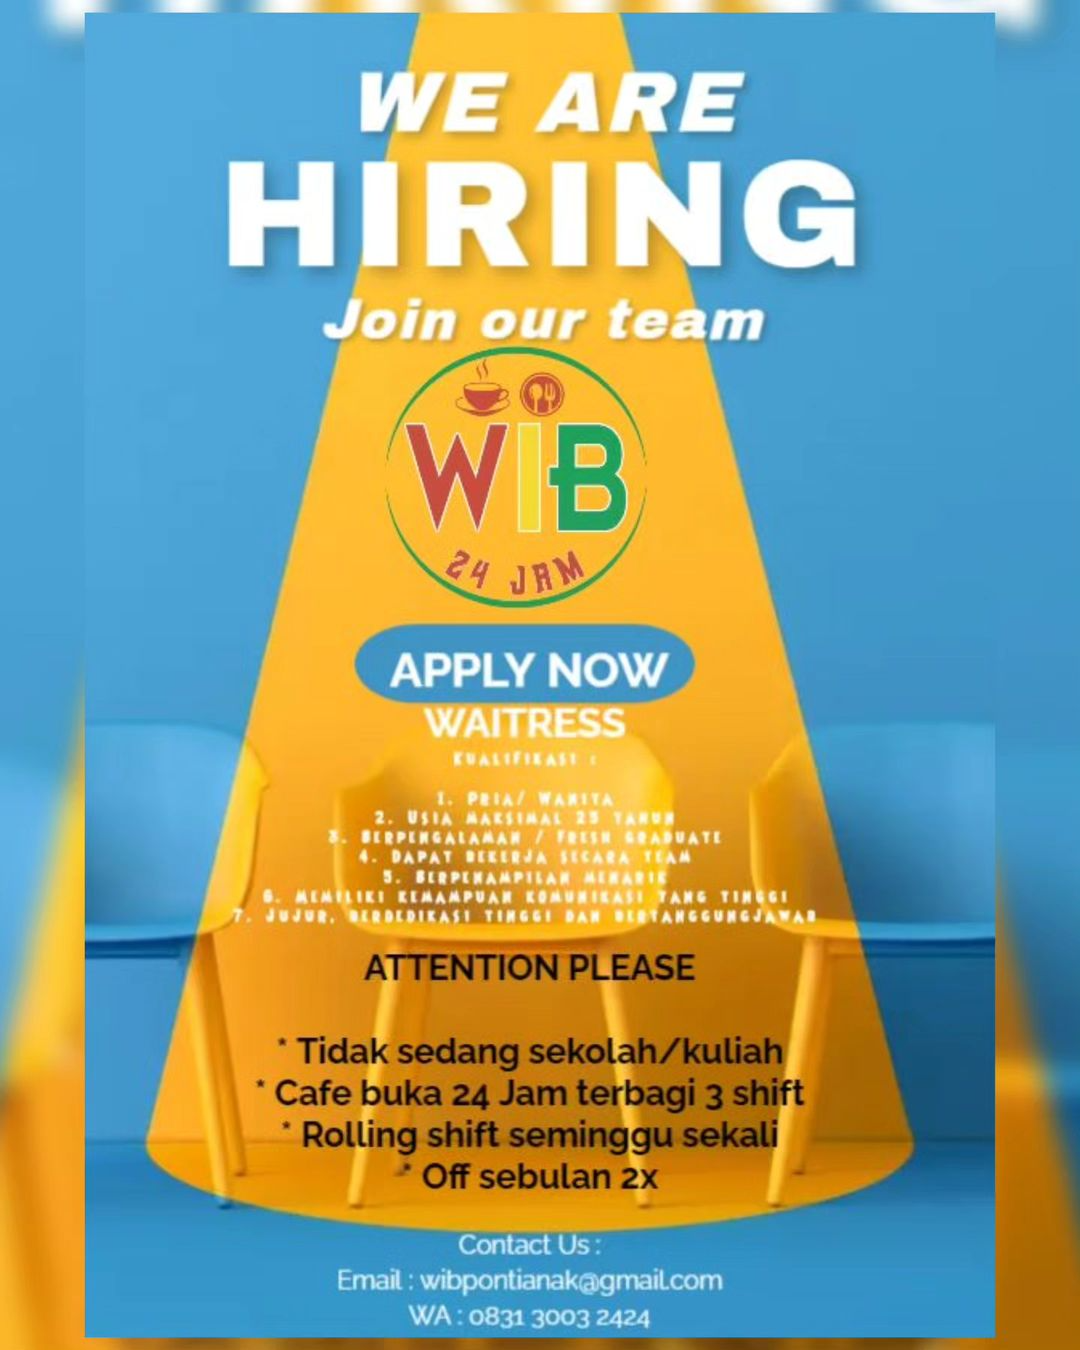 WE ARE
HIRING
Join our team
WIB
24 JAM
APPLY NOW
WAITRESS
KUALIFIKASI :
1. PRIA/ WANITA
2. USIA MAKSIMAL 25 TAHUN
3. BERPENGALAMAN / FRESH GRADUATE
4. DAPAT BEKERJA SECARA TEAM
5. BERPENAMPILAN MENARIK
6. MEMILIKI KEMAMPUAN KOMUNIKASI YANG TINGGI
7. JUJUR, BERDEDIKASI TINGGI DAN BERTANGGUNGJAWAB
ATTENTION PLEASE
* Tidak sedang sekolah/kuliah
* Cafe buka 24 Jam terbagi 3 shift
* Rolling shift seminggu sekali
* Off sebulan 2x
Contact Us :
Email : wibpontianak@gmail.com
WA : 0831 3003 2424